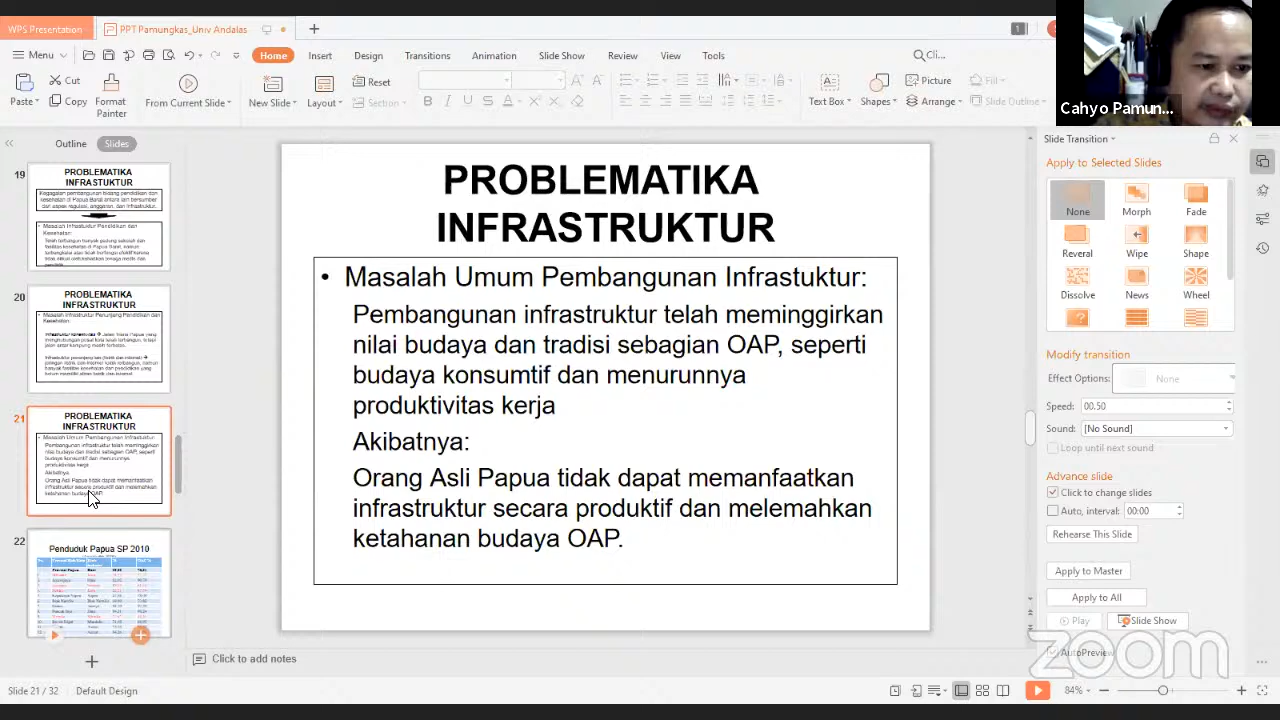 WPS Presentation
PPT Pamungkas_Univ Andalas
1
Menu
Home
Insert
Design
Transitions
Animation
Slide Show
Review
View
Tools
Cli...
Paste
Cut
Copy
Format Painter
From Current Slide
New Slide
Layout
Reset
Text Box
Shapes
Picture
Arrange
Fill
Slide Outline
Cahyo Pamun...
Outline
Slides
19
PROBLEMATIKA
INFRASTUKTUR
20
PROBLEMATIKA
INFRASTRUKTUR
21
PROBLEMATIKA
INFRASTRUKTUR
22
Penduduk Papua SP 2010
PROBLEMATIKA
INFRASTRUKTUR
• Masalah Umum Pembangunan Infrastuktur:
Pembangunan infrastruktur telah meminggirkan
nilai budaya dan tradisi sebagian OAP, seperti
budaya konsumtif dan menurunnya
produktivitas kerja
Akibatnya:
Orang Asli Papua tidak dapat memanfaatkan
infrastruktur secara produktif dan melemahkan
ketahanan budaya OAP.
Slide Transition
Apply to Selected Slides
None
Morph
Fade
Reveral
Wipe
Shape
Dissolve
News
Wheel
Modify transition
Effect Options:
None
Speed: 00.50
Sound: [No Sound]
Loop until next sound
Advance slide
Click to change slides
Auto, interval: 00:00
Rehearse This Slide
Apply to Master
Apply to All
Play
Slide Show
AutoPreview
zoom
Click to add notes
Slide 21 / 32
Default Design
84%